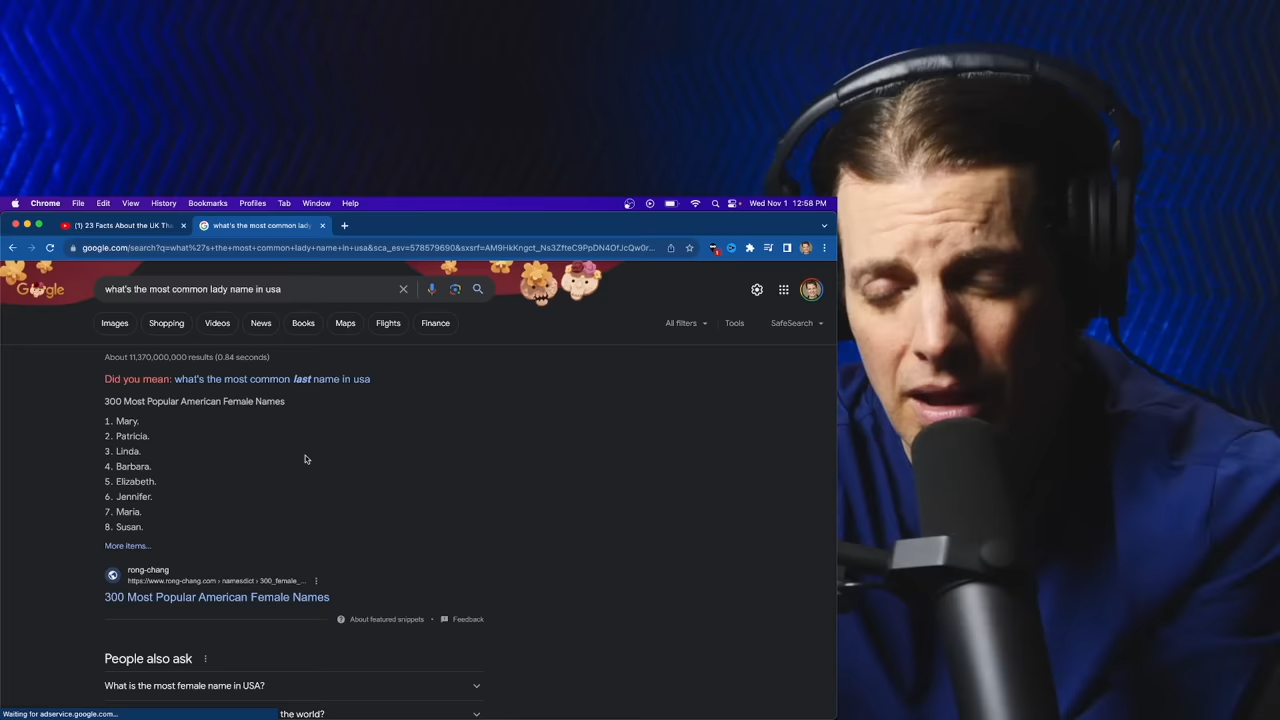 Chrome File Edit View History Bookmarks Profiles Tab Window Help Wed Nov 1 12:58 PM
(1) 23 Facts About the UK Tha what's the most common lady
google.com/search?q=what%27s+the+most+common+lady+name+in+usa&sca_esv=578579690&sxsrf=AM9HkKngct_Ns3ZfteC9PpDN4OfJcQw0r...
Google what's the most common lady name in usa
Images Shopping Videos News Books Maps Flights Finance All filters Tools SafeSearch
About 11,370,000,000 results (0.84 seconds)
Did you mean: what's the most common last name in usa
300 Most Popular American Female Names
1. Mary.
2. Patricia.
3. Linda.
4. Barbara.
5. Elizabeth.
6. Jennifer.
7. Maria.
8. Susan.
More items...
rong-chang
https://www.rong-chang.com › namesdict › 300_female_...
300 Most Popular American Female Names
About featured snippets • Feedback
People also ask
What is the most female name in USA?
the world?
Waiting for adservice.google.com...